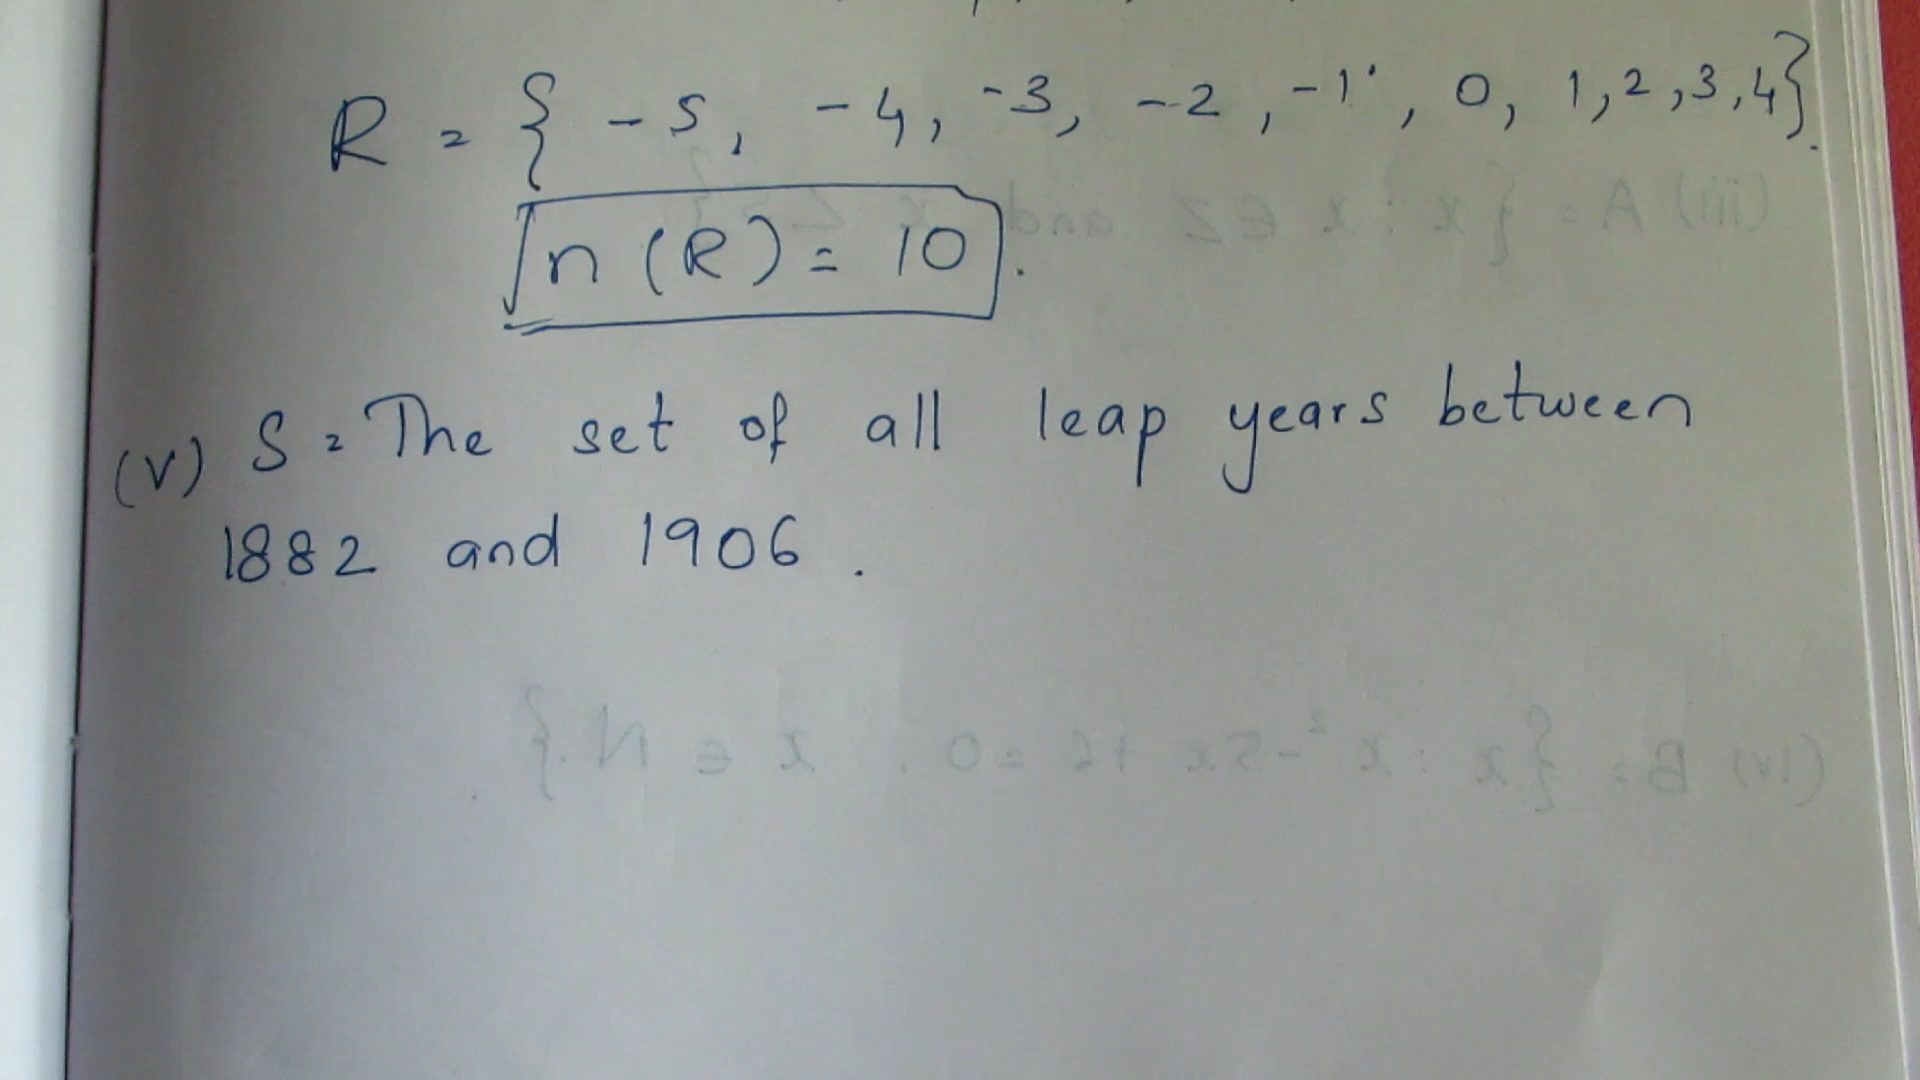 R = { -5, -4, -3, -2, -1, 0, 1, 2, 3, 4}.
n (R) = 10.
(V) S = The set of all leap years between
1882 and 1906.